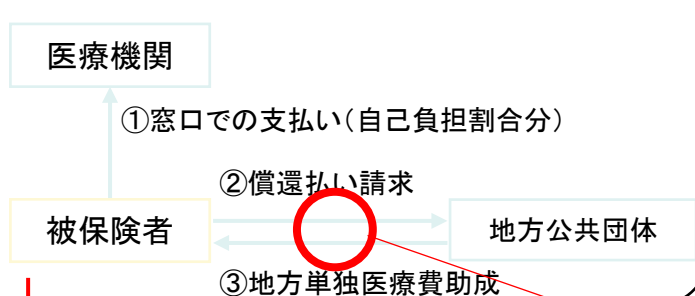 医療機関
①窓口での支払い（自己負担割合分）
②償還払い請求
被保険者
地方公共団体
③地方単独医療費助成